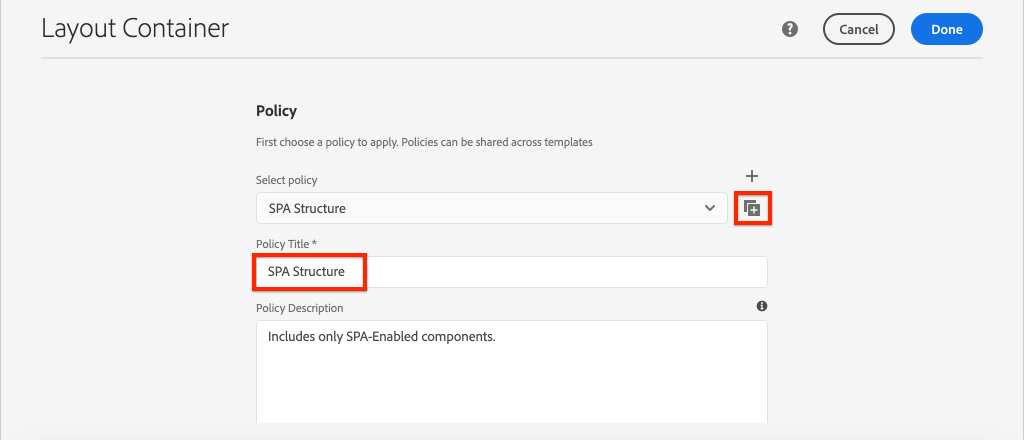 Layout Container
?
Cancel
Done
Policy
First choose a policy to apply. Policies can be shared across templates
Select policy
SPA Structure
Policy Title *
SPA Structure
Policy Description
Includes only SPA-Enabled components.